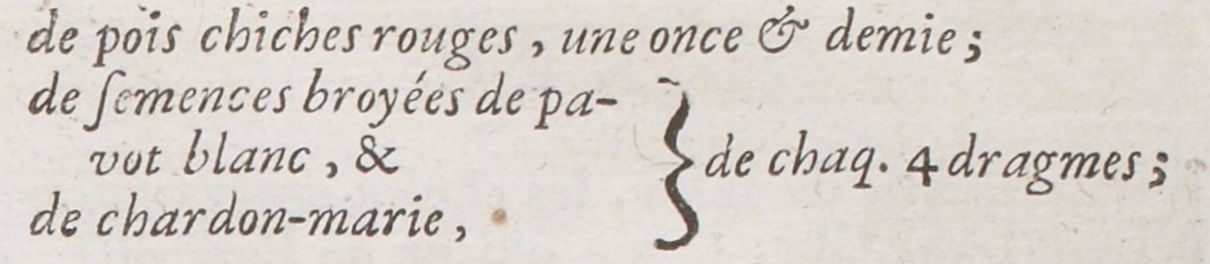 de pois chiches rouges, une once & demie;
de ſemences broyées de pa-
vot blanc, &
de chardon-marie,
} de chaq. 4 dragmes;